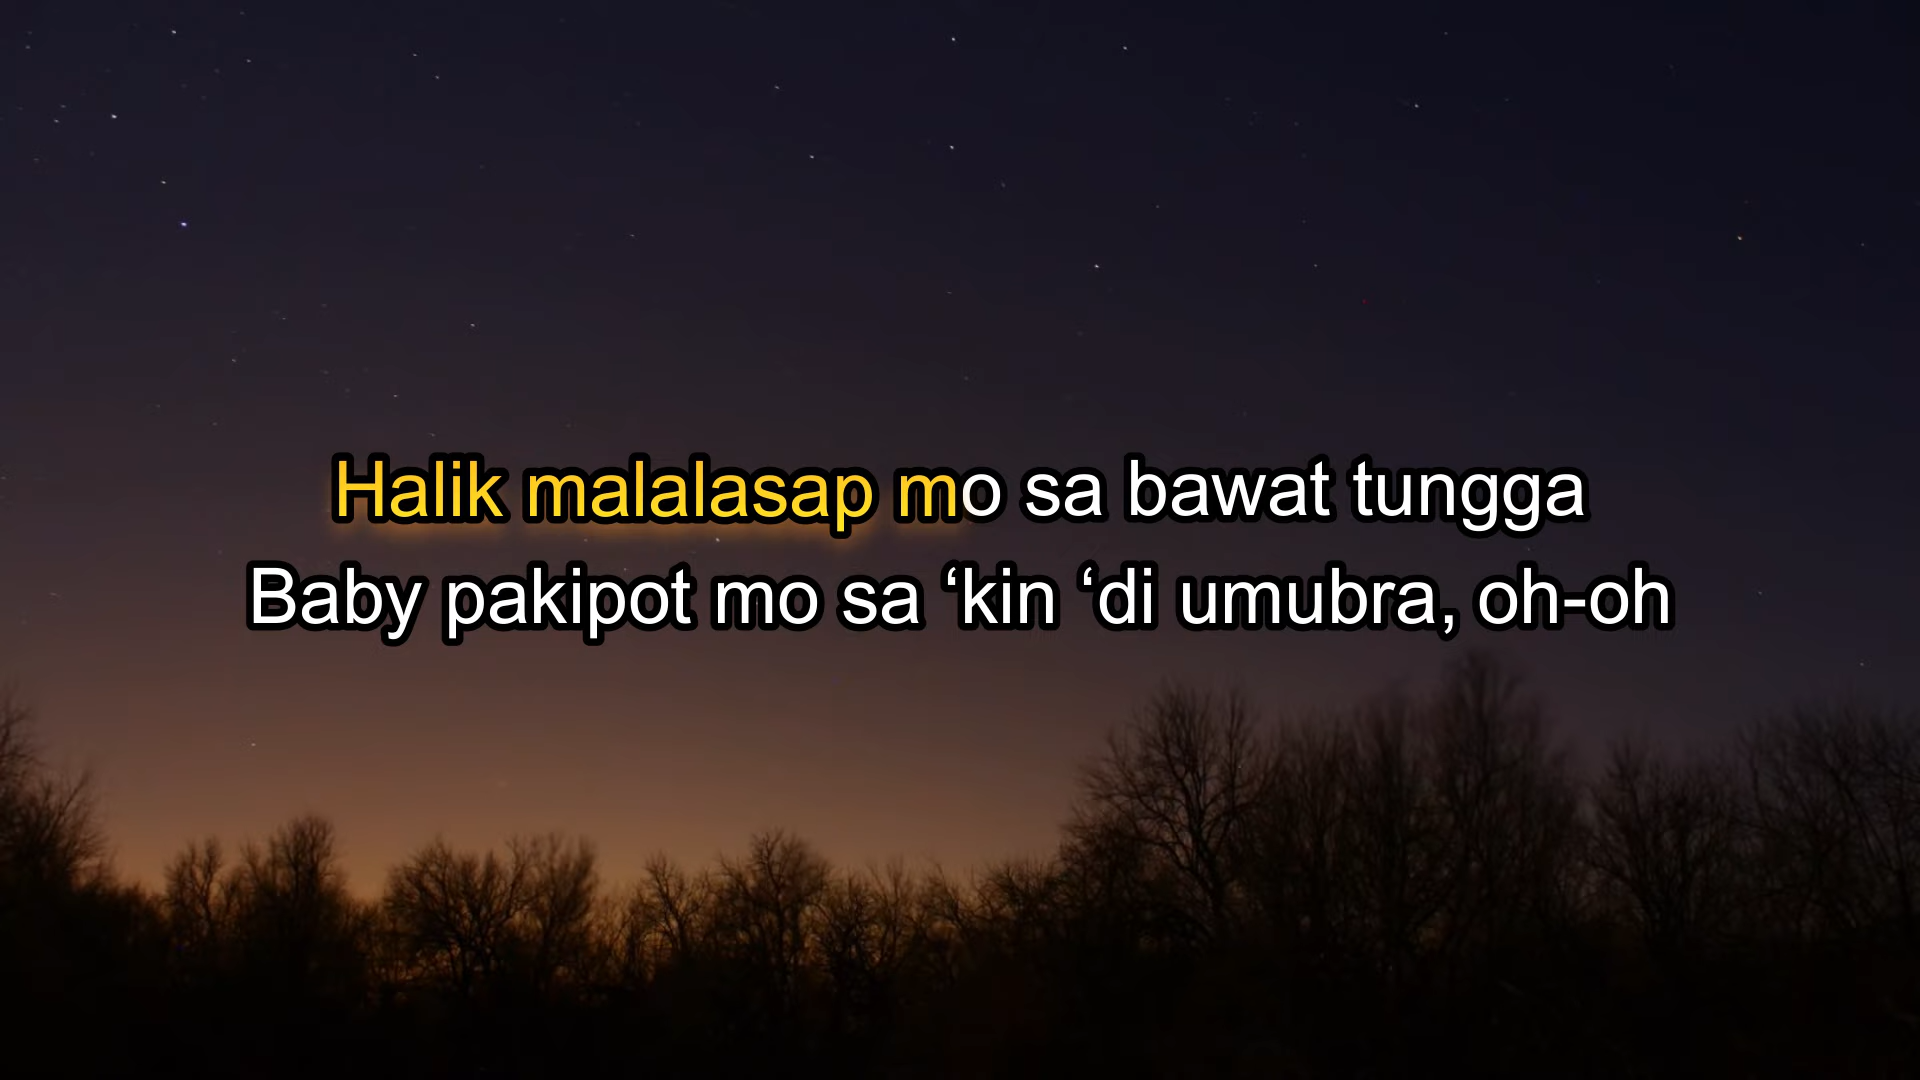 Halik malalasap mo sa bawat tungga
Baby pakipot mo sa ‘kin ‘di umubra, oh-oh